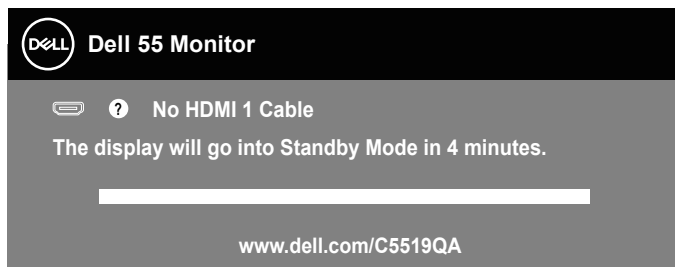 DELL Dell 55 Monitor
? No HDMI 1 Cable
The display will go into Standby Mode in 4 minutes.
www.dell.com/C5519QA